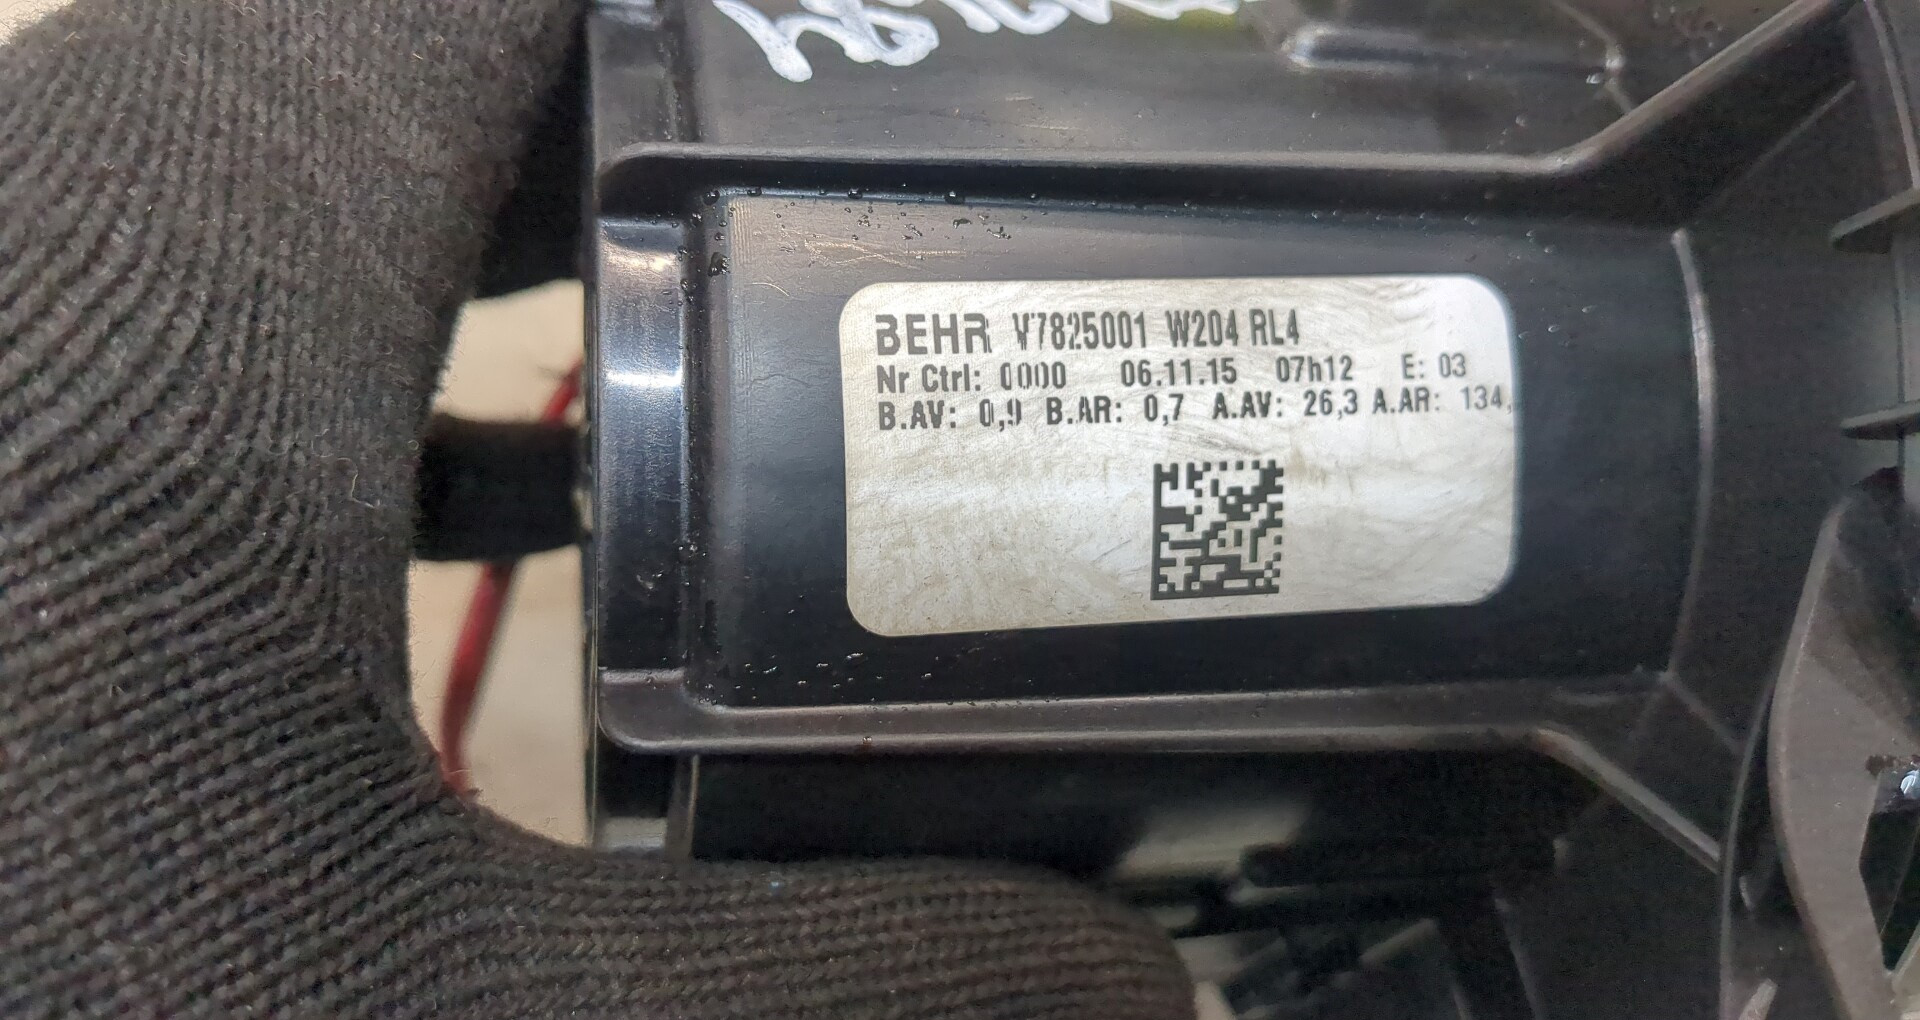 BEHR V7825001 W204 RL4
Nr Ctrl: 0000 06.11.15 07h12 E: 03
B.AV: 0,9 B.AR: 0,7 A.AV: 26,3 A.AR: 134,